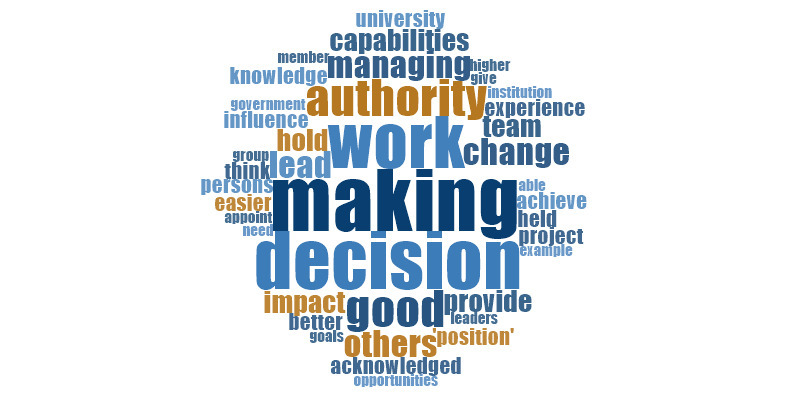 university
capabilities
member managing higher
knowledge give
authority institution
government experience
influence work team
hold change
group lead
think
persons making able
easier achieve
appoint held
need project
decision example
impact good provide
better leaders
goals others 'position'
acknowledged
opportunities